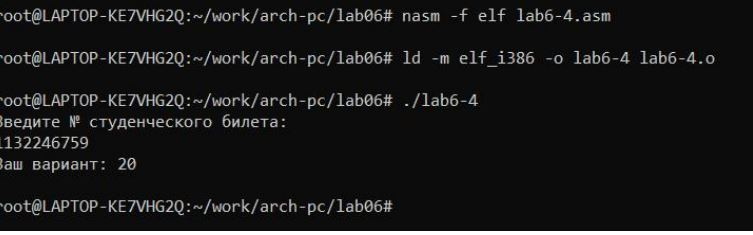 root@LAPTOP-KE7VHG2Q:~/work/arch-pc/lab06# nasm -f elf lab6-4.asm
root@LAPTOP-KE7VHG2Q:~/work/arch-pc/lab06# ld -m elf_i386 -o lab6-4 lab6-4.o
root@LAPTOP-KE7VHG2Q:~/work/arch-pc/lab06# ./lab6-4
Введите № студенческого билета:
1132246759
Ваш вариант: 20
root@LAPTOP-KE7VHG2Q:~/work/arch-pc/lab06#